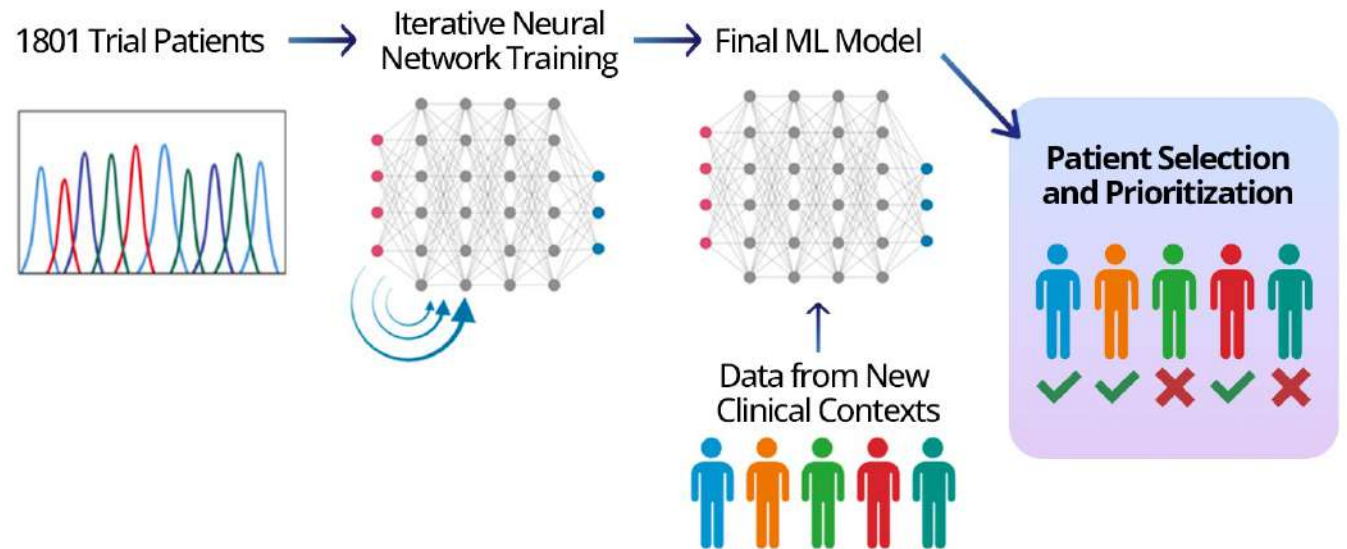 1801 Trial Patients
Iterative Neural
Network Training
Final ML Model
Patient Selection
and Prioritization
Data from New
Clinical Contexts